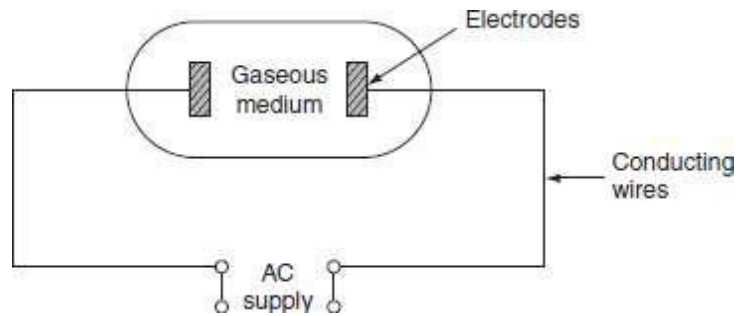 Electrodes
Gaseous
medium
Conducting
wires
AC
supply